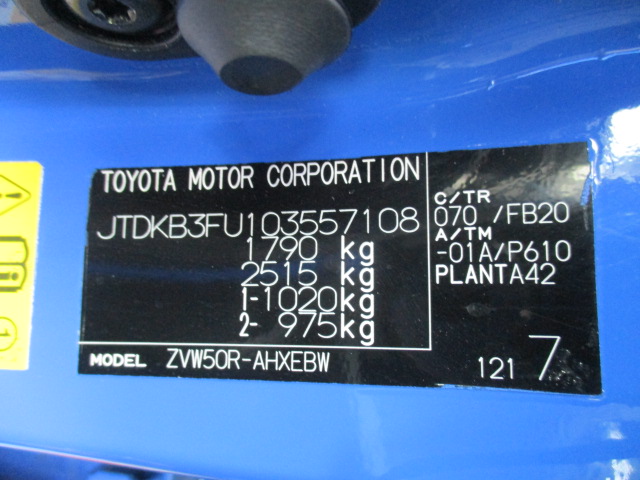 TOYOTA MOTOR CORPORATION
JTDKB3FU103557108
1790 kg
2515 kg
1-1020kg
2- 975kg
C/TR
070 /FB20
A/TM
-01A/P610
PLANTA42
MODEL ZVW50R-AHXEBW
121 7
1